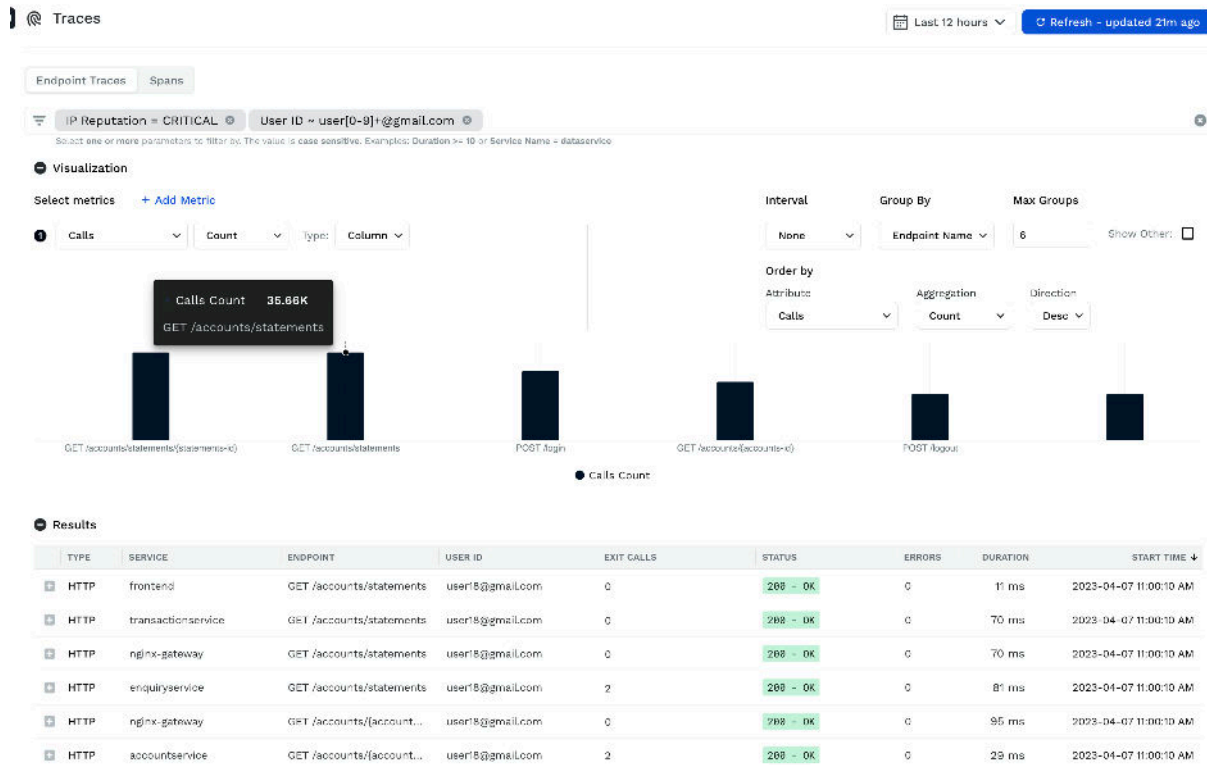 Traces
Last 12 hours
Refresh - updated 21m ago
Endpoint Traces
Spans
IP Reputation = CRITICAL
User ID ~ user[0-9]+@gmail.com
Select one or more parameters to filter by. The value is case sensitive. Examples: Duration >= 10 or Service Name = dataservice
Visualization
Select metrics + Add Metric
Interval Group By Max Groups
1 Calls Count Type: Column
None Endpoint Name 6 Show Other:
Order by
Attribute Aggregation Direction
Calls Count Desc
Calls Count 35.66K
GET /accounts/statements
GET /accounts/statements/{statements-id} GET /accounts/statements POST /login GET /accounts/{accounts-id} POST /logout
Calls Count
Results
TYPE SERVICE ENDPOINT USER ID EXIT CALLS STATUS ERRORS DURATION START TIME
HTTP frontend GET /accounts/statements user18@gmail.com 0 200 - OK 0 11 ms 2023-04-07 11:00:10 AM
HTTP transactionservice GET /accounts/statements user18@gmail.com 0 200 - OK 0 70 ms 2023-04-07 11:00:10 AM
HTTP nginx-gateway GET /accounts/statements user18@gmail.com 0 200 - OK 0 70 ms 2023-04-07 11:00:10 AM
HTTP enquiryservice GET /accounts/statements user18@gmail.com 2 200 - OK 0 81 ms 2023-04-07 11:00:10 AM
HTTP nginx-gateway GET /accounts/{account... user18@gmail.com 0 200 - OK 0 95 ms 2023-04-07 11:00:10 AM
HTTP accountservice GET /accounts/{account... user18@gmail.com 2 200 - OK 0 29 ms 2023-04-07 11:00:10 AM